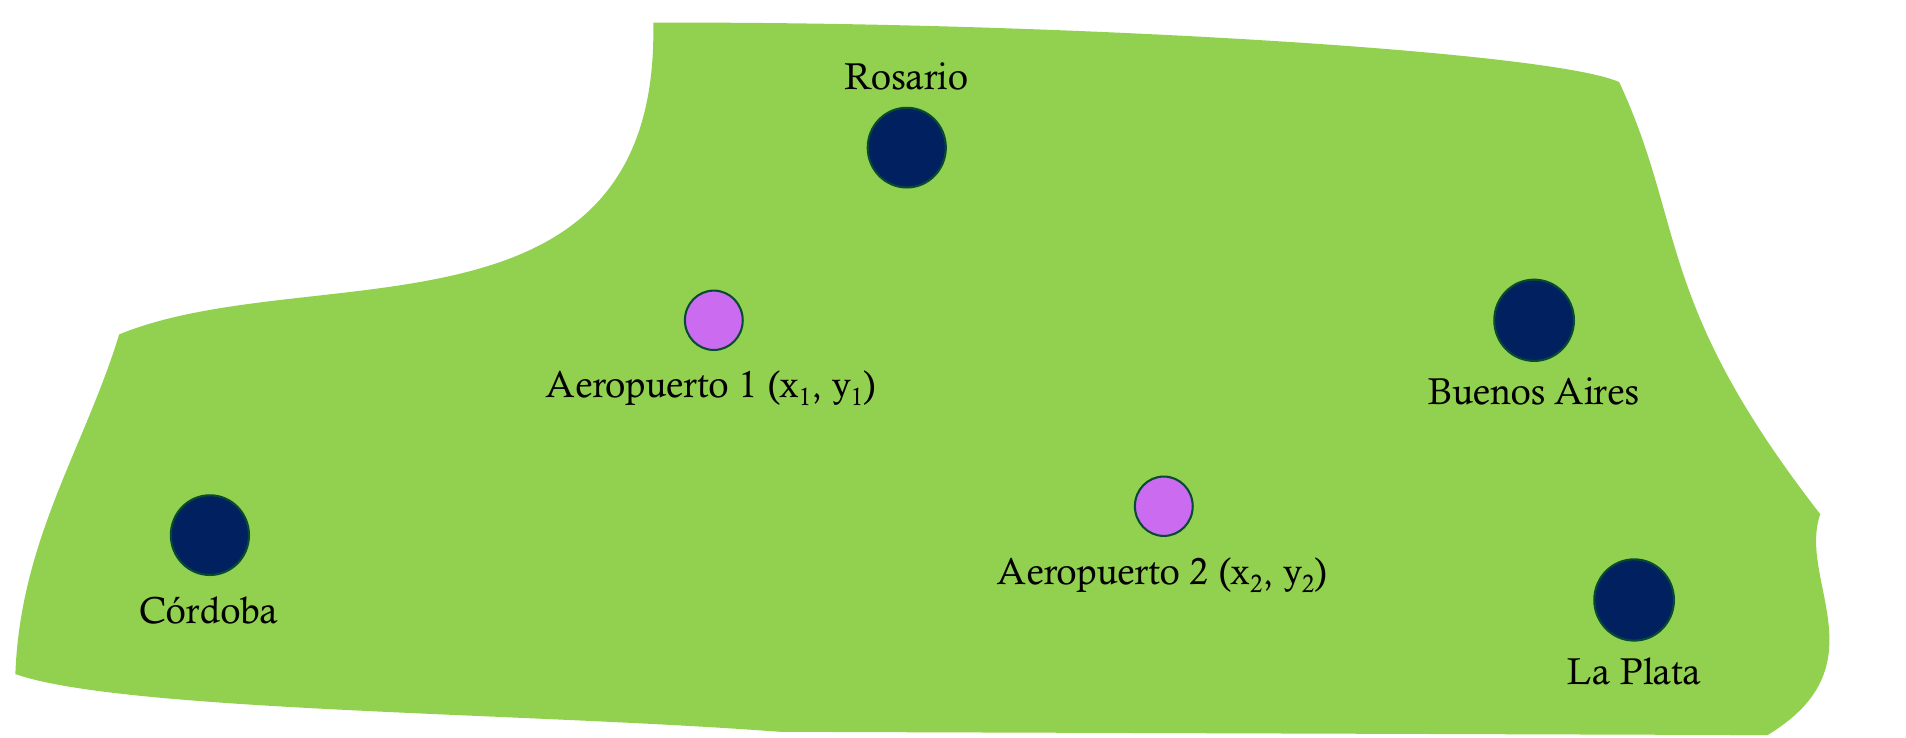 Rosario
Aeropuerto 1 (x₁, y₁)
Buenos Aires
Aeropuerto 2 (x₂, y₂)
Córdoba
La Plata